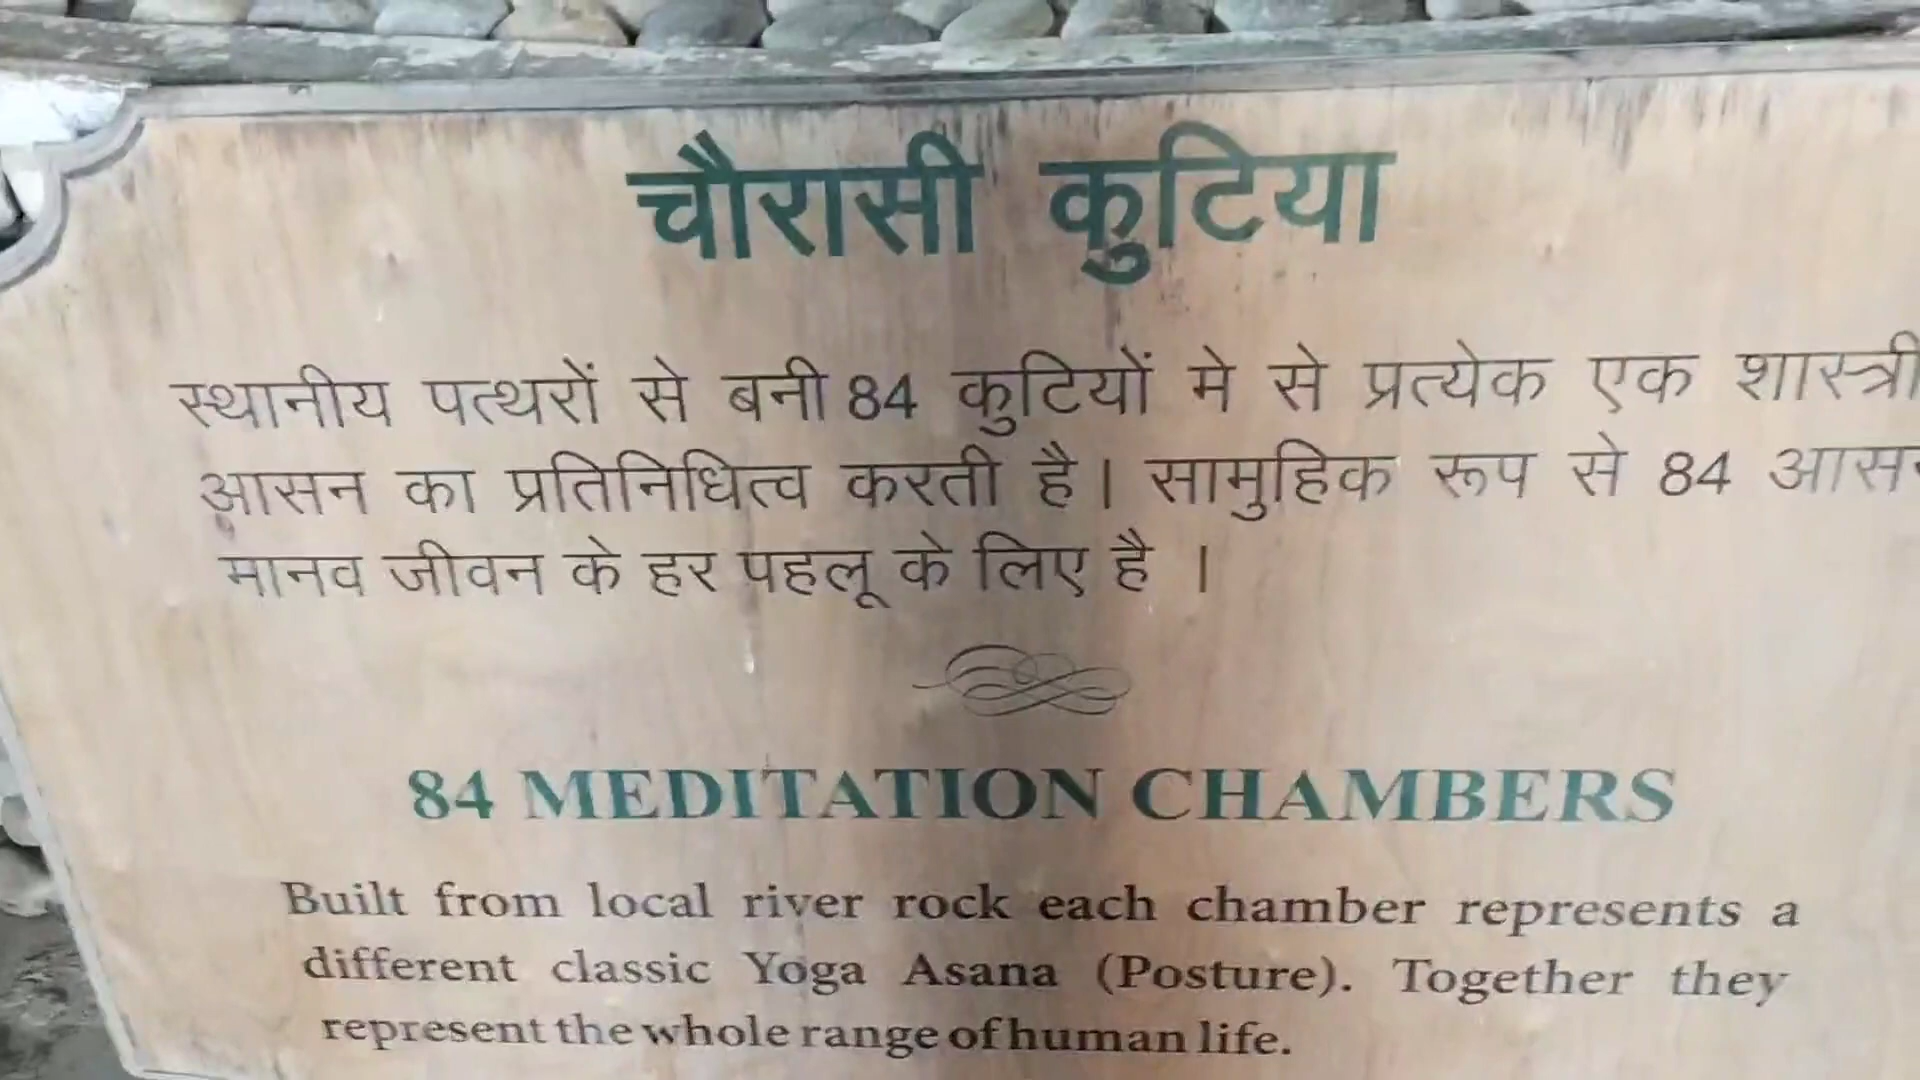 चौरासी कुटिया
स्थानीय पत्थरों से बनी 84 कुटियों मे से प्रत्येक एक
आसन का प्रतिनिधित्व करती है। सामुहिक रूप से 84
मानव जीवन के हर पहलू के लिए है ।
84 MEDITATION CHAMBERS
Built from local river rock each chamber represents a
different classic Yoga Asana (Posture). Together they
represent the whole range of human life.